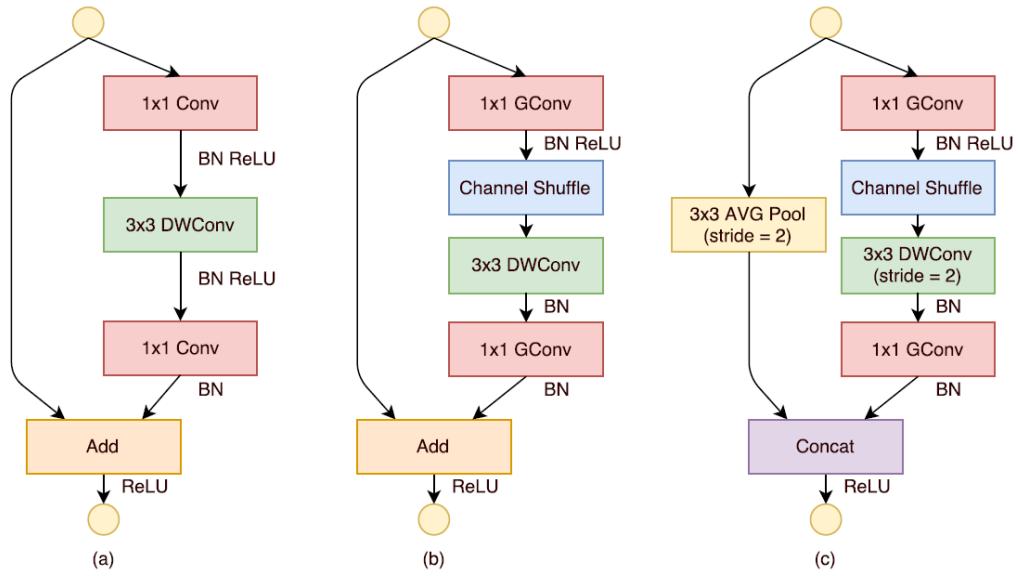 1x1 Conv
BN ReLU
3x3 DWConv
BN ReLU
1x1 Conv
BN
Add
ReLU
(a)
1x1 GConv
BN ReLU
Channel Shuffle
3x3 DWConv
BN
1x1 GConv
BN
Add
ReLU
(b)
3x3 AVG Pool
(stride = 2)
1x1 GConv
BN ReLU
Channel Shuffle
3x3 DWConv
(stride = 2)
BN
1x1 GConv
BN
Concat
ReLU
(c)